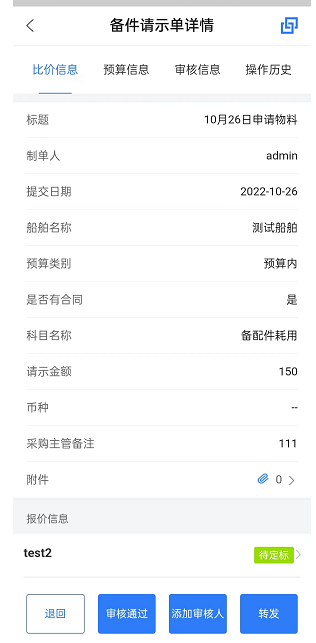 备件请示单详情
比价信息 预算信息 审核信息 操作历史
标题 10月26日申请物料
制单人 admin
提交日期 2022-10-26
船舶名称 测试船舶
预算类别 预算内
是否有合同 是
科目名称 备配件耗用
请示金额 150
币种 --
采购主管备注 111
附件 0
报价信息
test2 待定标
退回 审核通过 添加审核人 转发